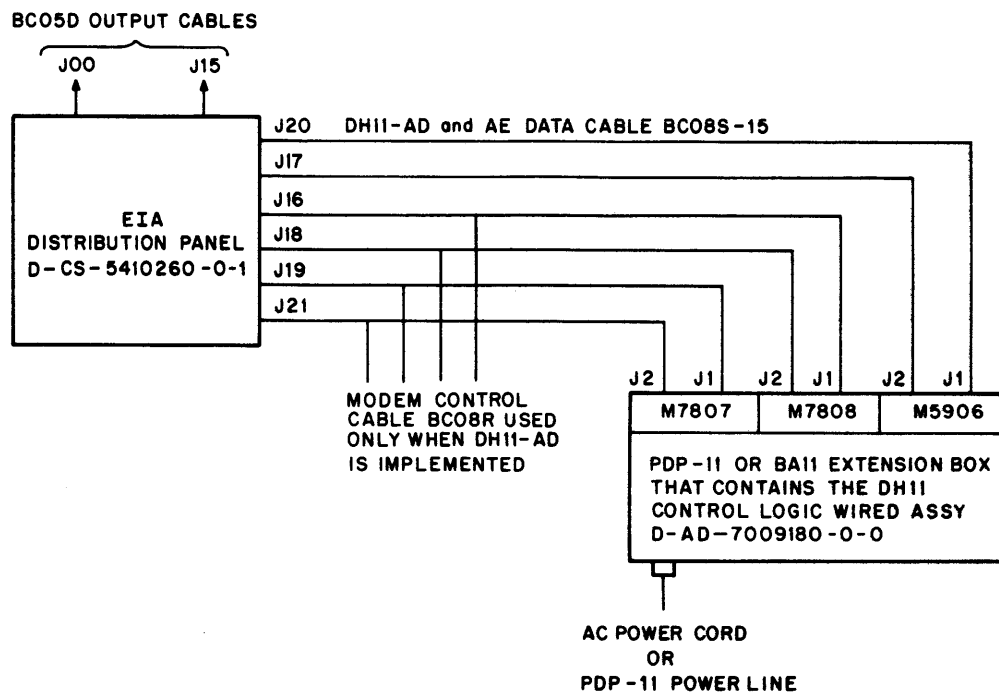 BC05D OUTPUT CABLES
J00 J15
J20 DH11-AD and AE DATA CABLE BC08S-15
J17
J16
J18
J19
J21
EIA
DISTRIBUTION PANEL
D-CS-5410260-0-1
MODEM CONTROL
CABLE BC08R USED
ONLY WHEN DH11-AD
IS IMPLEMENTED
J2 J1 J2 J1 J2 J1
M7807 M7808 M5906
PDP-11 OR BA11 EXTENSION BOX
THAT CONTAINS THE DH11
CONTROL LOGIC WIRED ASSY
D-AD-7009180-0-0
AC POWER CORD
OR
PDP-11 POWER LINE